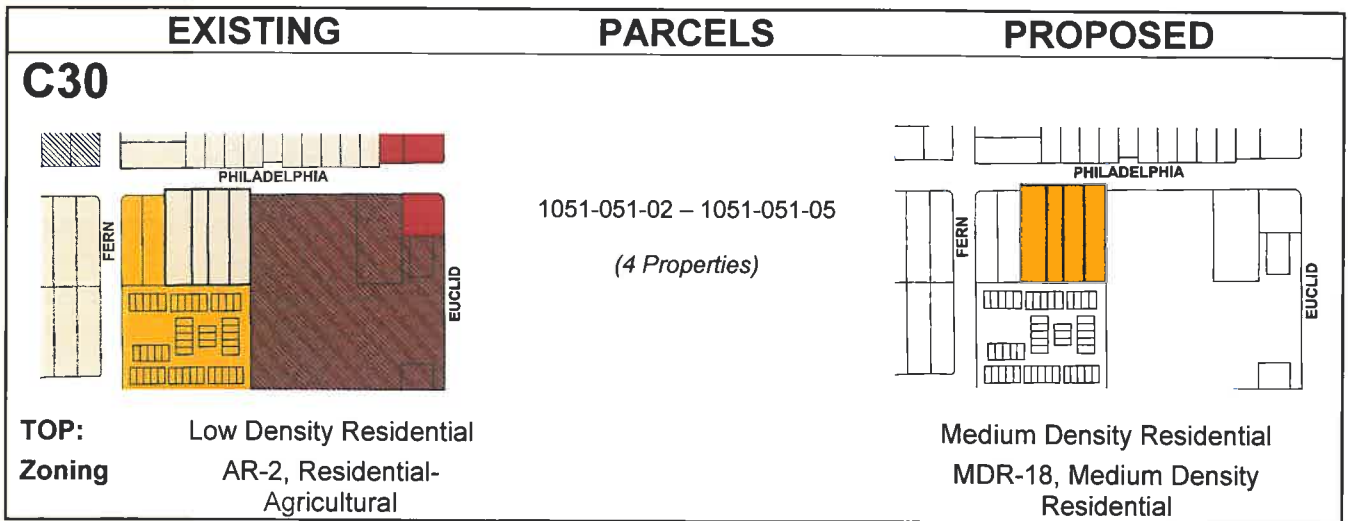 EXISTING PARCELS PROPOSED
C30
PHILADELPHIA
FERN
EUCLID
1051-051-02 – 1051-051-05
(4 Properties)
PHILADELPHIA
FERN
EUCLID
TOP: Low Density Residential Medium Density Residential
Zoning AR-2, Residential- MDR-18, Medium Density
Agricultural Residential